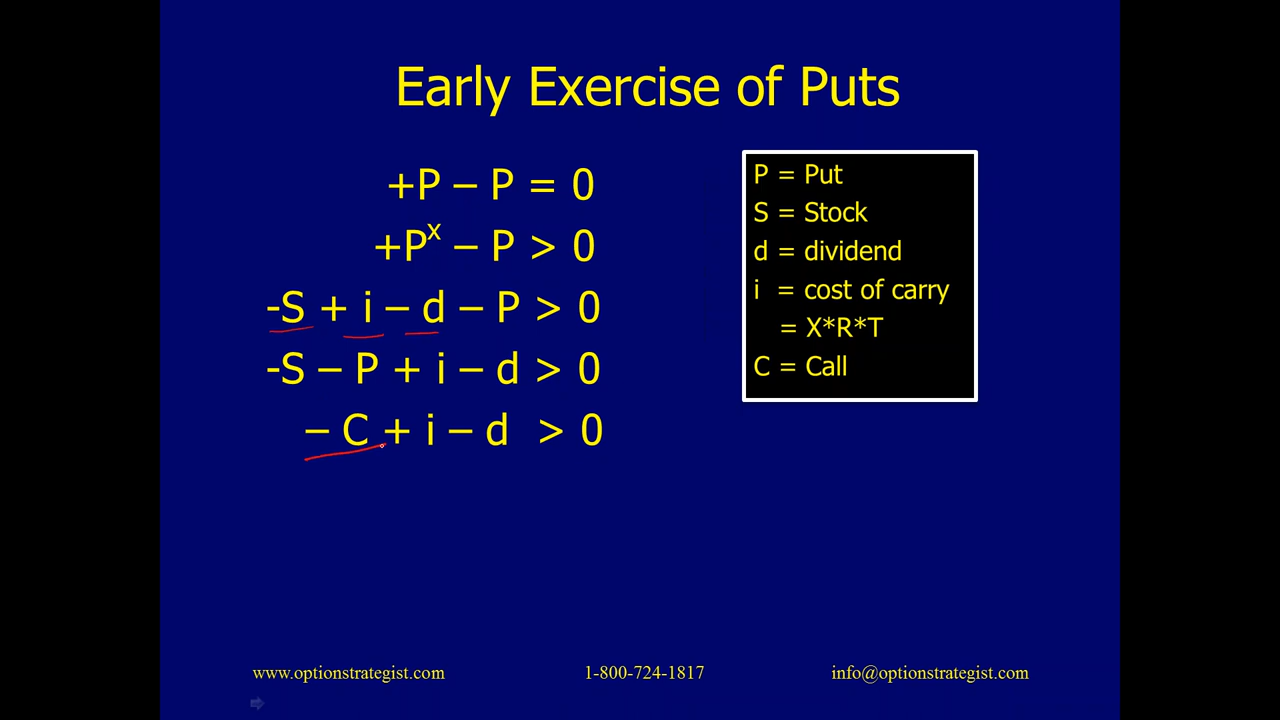 Early Exercise of Puts
+P – P = 0
+Pˣ – P > 0
-S + i – d – P > 0
-S – P + i – d > 0
– C + i – d > 0
P = Put
S = Stock
d = dividend
i = cost of carry
= X*R*T
C = Call
www.optionstrategist.com 1-800-724-1817 info@optionstrategist.com